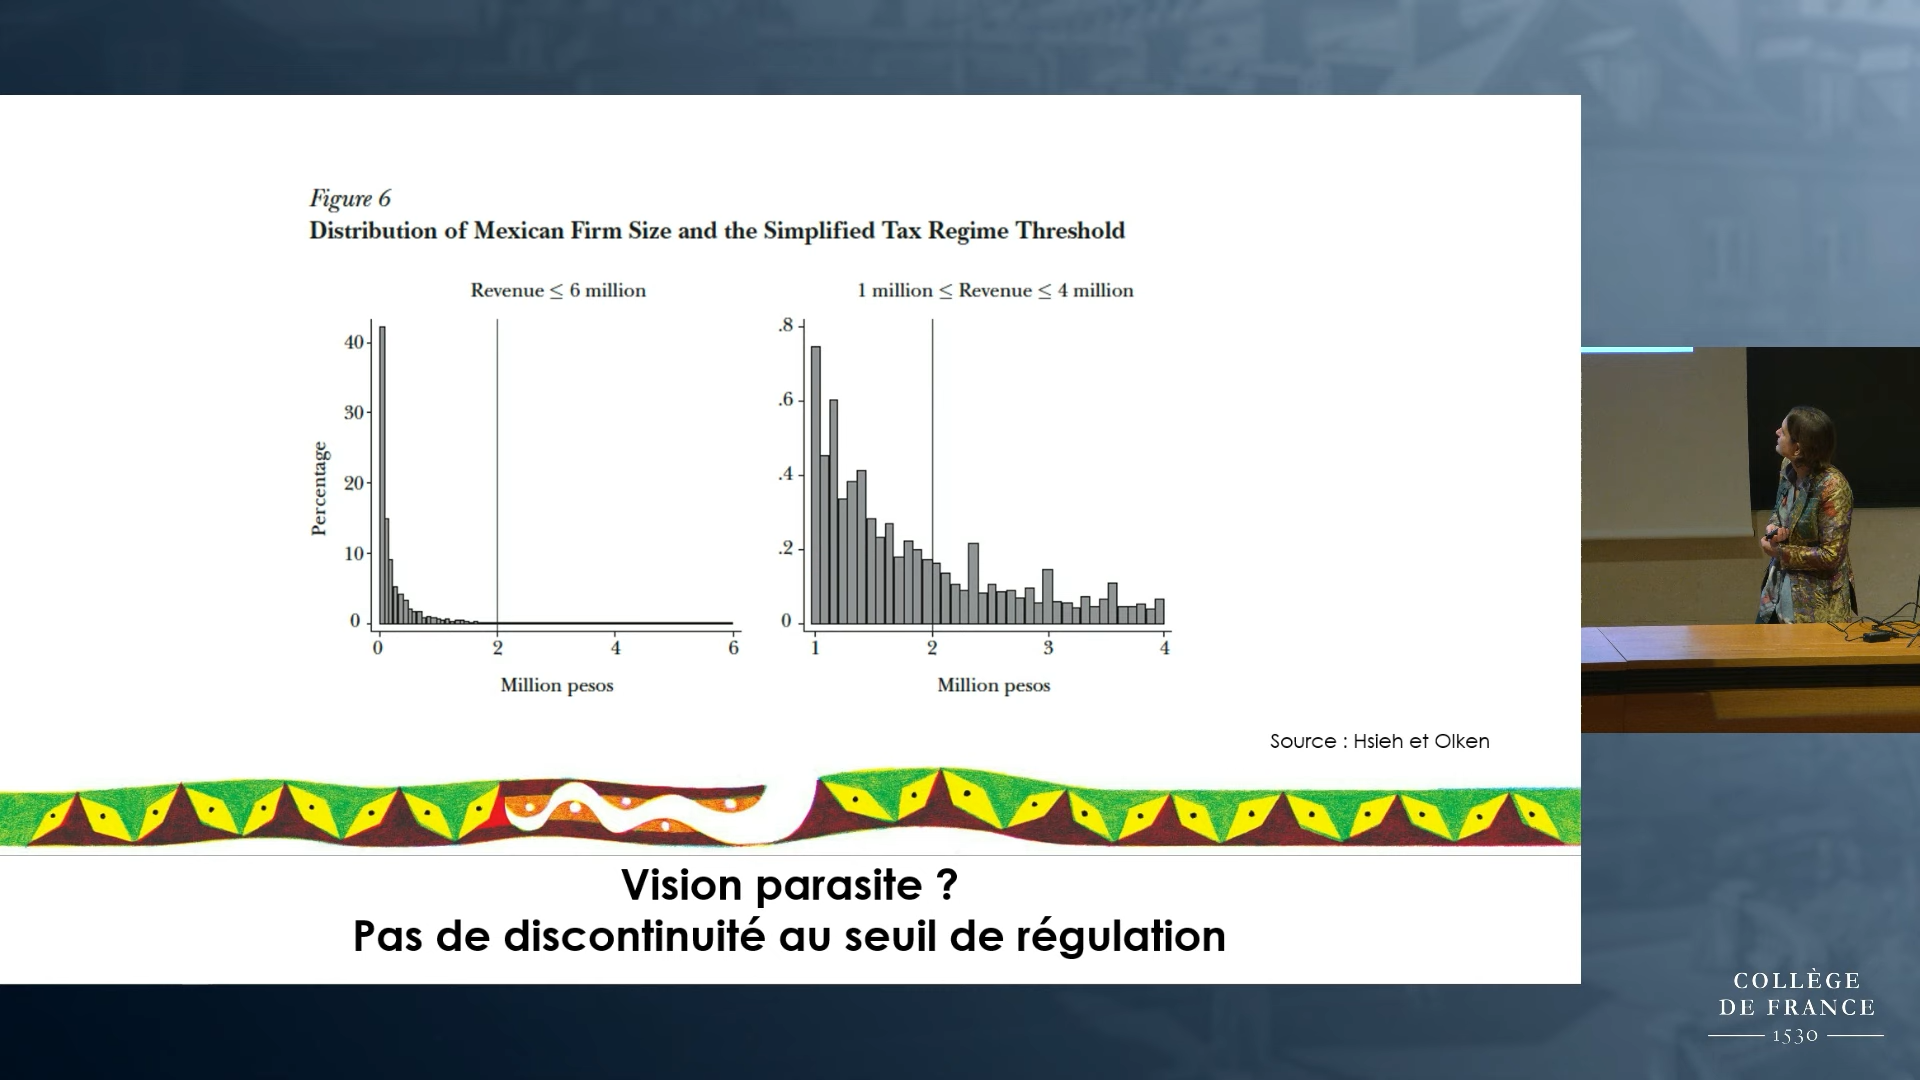 Figure 6
Distribution of Mexican Firm Size and the Simplified Tax Regime Threshold
Revenue ≤ 6 million
1 million ≤ Revenue ≤ 4 million
Percentage
40
30
20
10
0
0 2 4 6
Million pesos
.8
.6
.4
.2
0
1 2 3 4
Million pesos
Source : Hsieh et Olken
Vision parasite ?
Pas de discontinuité au seuil de régulation
COLLÈGE
DE FRANCE
1530